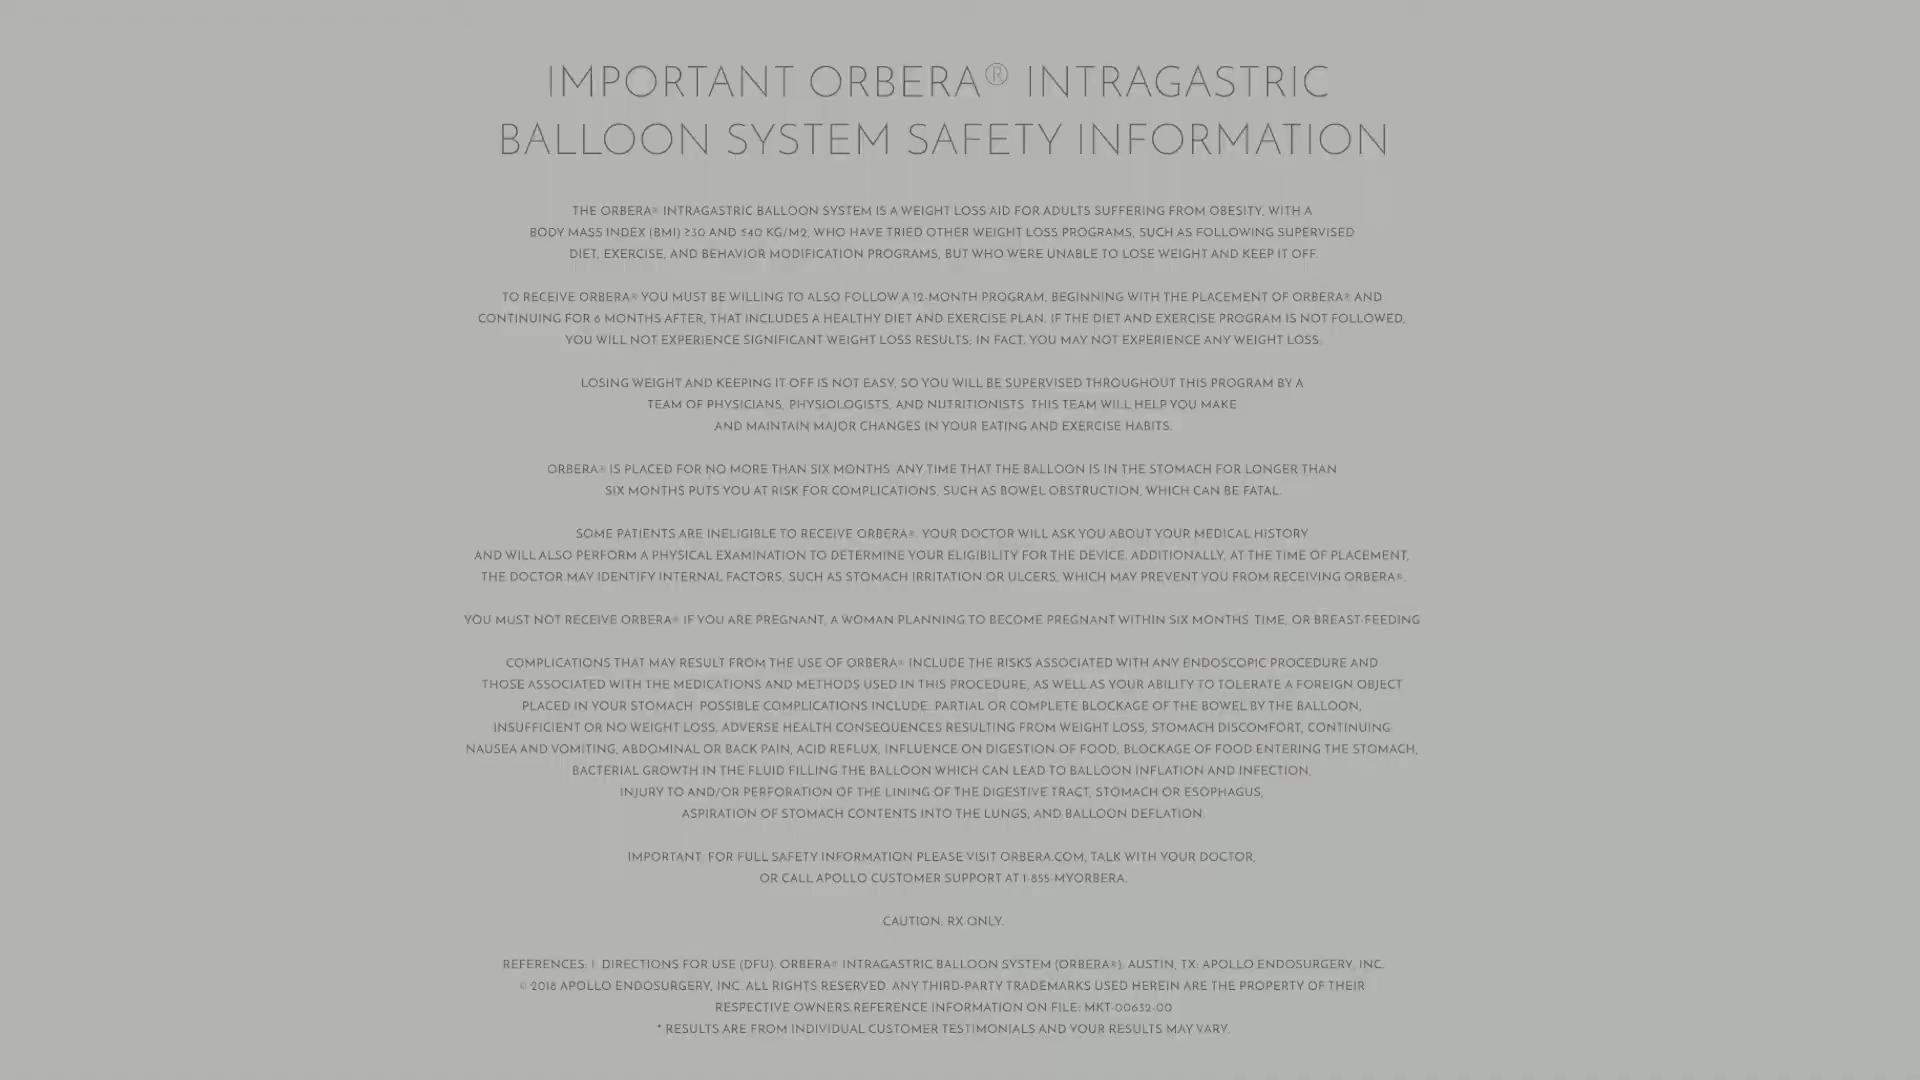 IMPORTANT ORBERA® INTRAGASTRIC
BALLOON SYSTEM SAFETY INFORMATION
THE ORBERA® INTRAGASTRIC BALLOON SYSTEM IS A WEIGHT LOSS AID FOR ADULTS SUFFERING FROM OBESITY, WITH A
BODY MASS INDEX (BMI) ≥30 AND ≤40 KG/M2, WHO HAVE TRIED OTHER WEIGHT LOSS PROGRAMS, SUCH AS FOLLOWING SUPERVISED
DIET, EXERCISE, AND BEHAVIOR MODIFICATION PROGRAMS, BUT WHO WERE UNABLE TO LOSE WEIGHT AND KEEP IT OFF.
TO RECEIVE ORBERA® YOU MUST BE WILLING TO ALSO FOLLOW A 12-MONTH PROGRAM, BEGINNING WITH THE PLACEMENT OF ORBERA® AND
CONTINUING FOR 6 MONTHS AFTER, THAT INCLUDES A HEALTHY DIET AND EXERCISE PLAN. IF THE DIET AND EXERCISE PROGRAM IS NOT FOLLOWED,
YOU WILL NOT EXPERIENCE SIGNIFICANT WEIGHT LOSS RESULTS; IN FACT, YOU MAY NOT EXPERIENCE ANY WEIGHT LOSS.
LOSING WEIGHT AND KEEPING IT OFF IS NOT EASY, SO YOU WILL BE SUPERVISED THROUGHOUT THIS PROGRAM BY A
TEAM OF PHYSICIANS, PHYSIOLOGISTS, AND NUTRITIONISTS. THIS TEAM WILL HELP YOU MAKE
AND MAINTAIN MAJOR CHANGES IN YOUR EATING AND EXERCISE HABITS.
ORBERA® IS PLACED FOR NO MORE THAN SIX MONTHS. ANY TIME THAT THE BALLOON IS IN THE STOMACH FOR LONGER THAN
SIX MONTHS PUTS YOU AT RISK FOR COMPLICATIONS, SUCH AS BOWEL OBSTRUCTION, WHICH CAN BE FATAL.
SOME PATIENTS ARE INELIGIBLE TO RECEIVE ORBERA®. YOUR DOCTOR WILL ASK YOU ABOUT YOUR MEDICAL HISTORY
AND WILL ALSO PERFORM A PHYSICAL EXAMINATION TO DETERMINE YOUR ELIGIBILITY FOR THE DEVICE. ADDITIONALLY, AT THE TIME OF PLACEMENT,
THE DOCTOR MAY IDENTIFY INTERNAL FACTORS, SUCH AS STOMACH IRRITATION OR ULCERS, WHICH MAY PREVENT YOU FROM RECEIVING ORBERA®.
YOU MUST NOT RECEIVE ORBERA® IF YOU ARE PREGNANT, A WOMAN PLANNING TO BECOME PREGNANT WITHIN SIX MONTHS' TIME, OR BREAST-FEEDING
COMPLICATIONS THAT MAY RESULT FROM THE USE OF ORBERA® INCLUDE THE RISKS ASSOCIATED WITH ANY ENDOSCOPIC PROCEDURE AND
THOSE ASSOCIATED WITH THE MEDICATIONS AND METHODS USED IN THIS PROCEDURE, AS WELL AS YOUR ABILITY TO TOLERATE A FOREIGN OBJECT
PLACED IN YOUR STOMACH. POSSIBLE COMPLICATIONS INCLUDE: PARTIAL OR COMPLETE BLOCKAGE OF THE BOWEL BY THE BALLOON,
INSUFFICIENT OR NO WEIGHT LOSS, ADVERSE HEALTH CONSEQUENCES RESULTING FROM WEIGHT LOSS, STOMACH DISCOMFORT, CONTINUING
NAUSEA AND VOMITING, ABDOMINAL OR BACK PAIN, ACID REFLUX, INFLUENCE ON DIGESTION OF FOOD, BLOCKAGE OF FOOD ENTERING THE STOMACH,
BACTERIAL GROWTH IN THE FLUID FILLING THE BALLOON WHICH CAN LEAD TO BALLOON INFLATION AND INFECTION,
INJURY TO AND/OR PERFORATION OF THE LINING OF THE DIGESTIVE TRACT, STOMACH OR ESOPHAGUS,
ASPIRATION OF STOMACH CONTENTS INTO THE LUNGS, AND BALLOON DEFLATION.
IMPORTANT: FOR FULL SAFETY INFORMATION PLEASE VISIT ORBERA.COM, TALK WITH YOUR DOCTOR,
OR CALL APOLLO CUSTOMER SUPPORT AT 1-855-MYORBERA.
CAUTION: RX ONLY.
REFERENCES: 1. DIRECTIONS FOR USE (DFU). ORBERA® INTRAGASTRIC BALLOON SYSTEM (ORBERA®). AUSTIN, TX: APOLLO ENDOSURGERY, INC.
© 2018 APOLLO ENDOSURGERY, INC. ALL RIGHTS RESERVED. ANY THIRD-PARTY TRADEMARKS USED HEREIN ARE THE PROPERTY OF THEIR
RESPECTIVE OWNERS.REFERENCE INFORMATION ON FILE: MKT-00632-00
* RESULTS ARE FROM INDIVIDUAL CUSTOMER TESTIMONIALS AND YOUR RESULTS MAY VARY.